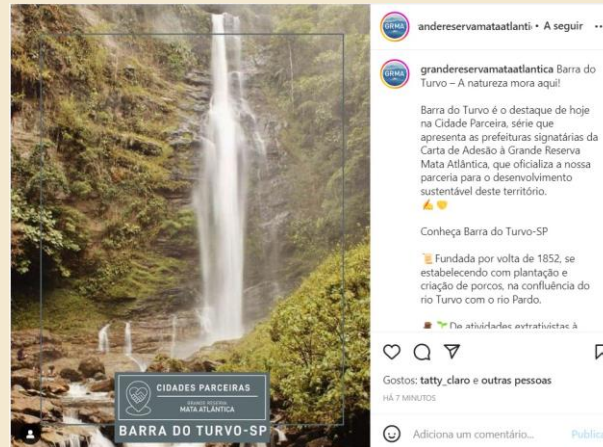 CIDADES PARCEIRAS
GRANDE RESERVA
MATA ATLÂNTICA
BARRA DO TURVO-SP
GRMA
andereservamataatlanti • A seguir ...
GRMA
grandereservamataatlantica Barra do
Turvo – A natureza mora aqui!
Barra do Turvo é o destaque de hoje
na Cidade Parceira, série que
apresenta as prefeituras signatárias da
Carta de Adesão à Grande Reserva
Mata Atlântica, que oficializa a nossa
parceria para o desenvolvimento
sustentável deste território.
✍️🤝
Conheça Barra do Turvo-SP
📜Fundada por volta de 1852, se
estabelecendo com plantação e
criação de porcos, na confluência do
rio Turvo com o rio Pardo.
De atividades extrativistas à
Gostos: tatty_claro e outras pessoas
HÁ 7 MINUTOS
Adiciona um comentário... Public